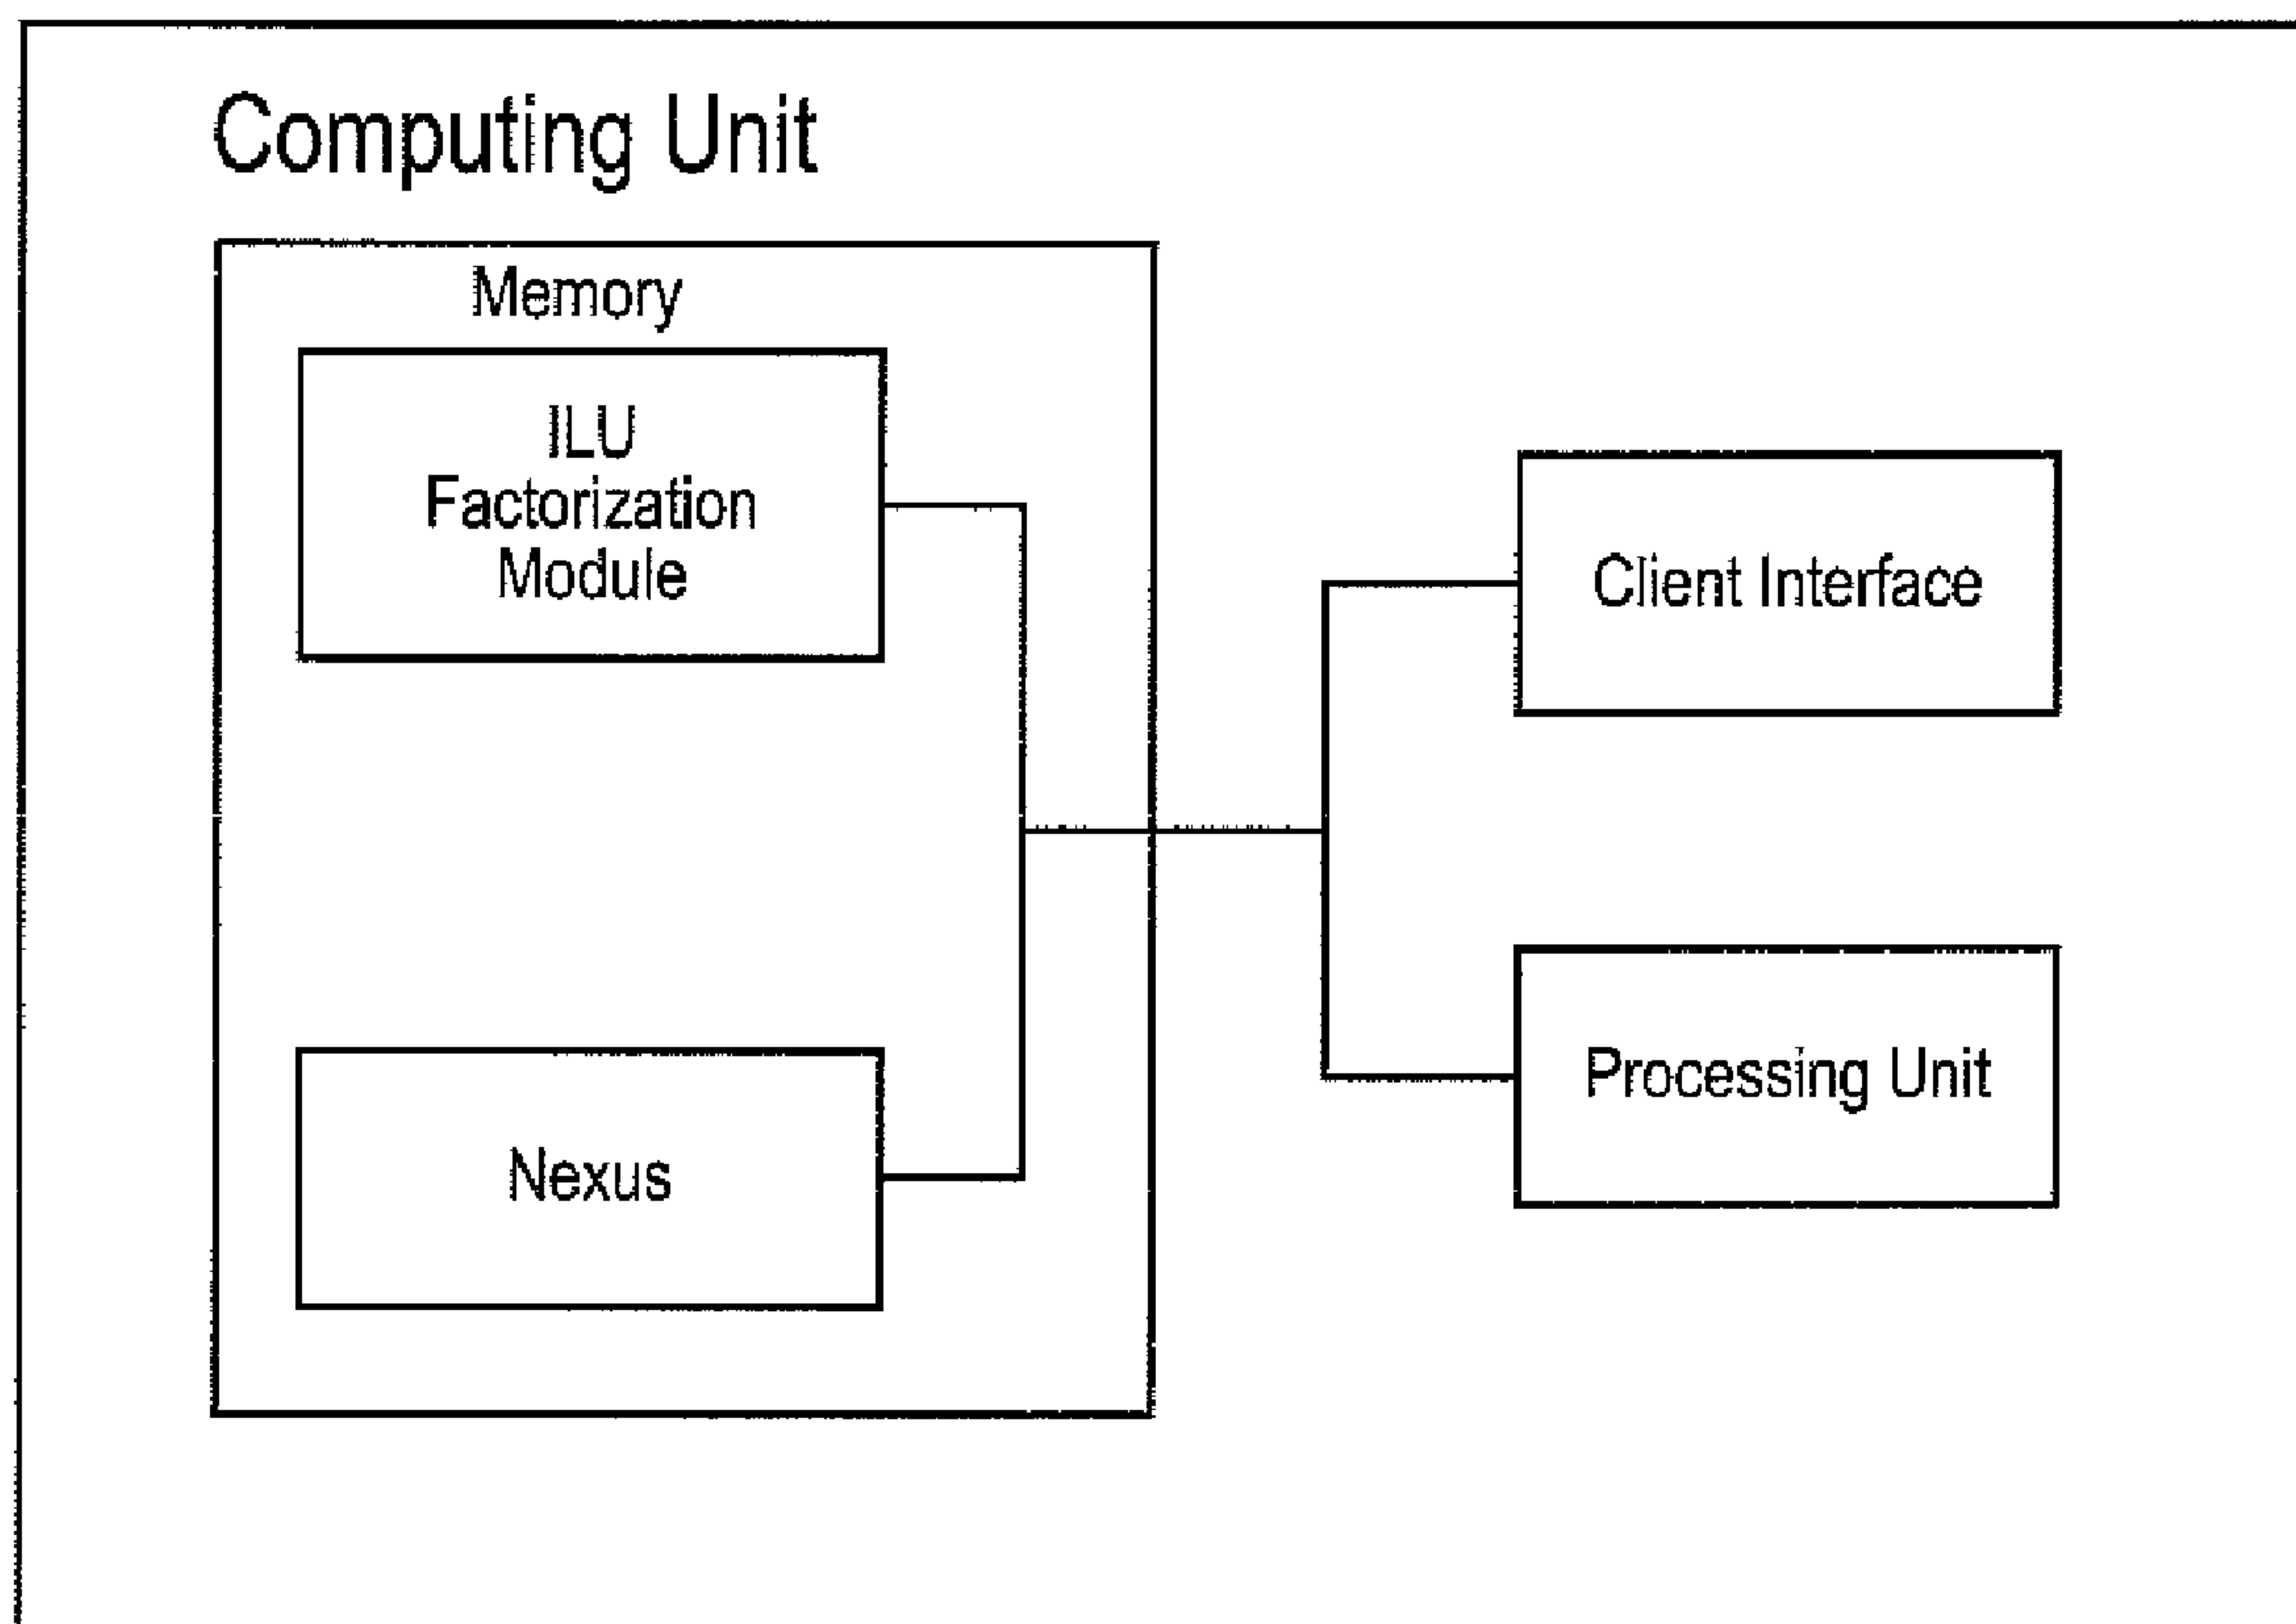 Computing Unit
Memory
ILU
Factorization
Module
Client Interface
Nexus
Processing Unit